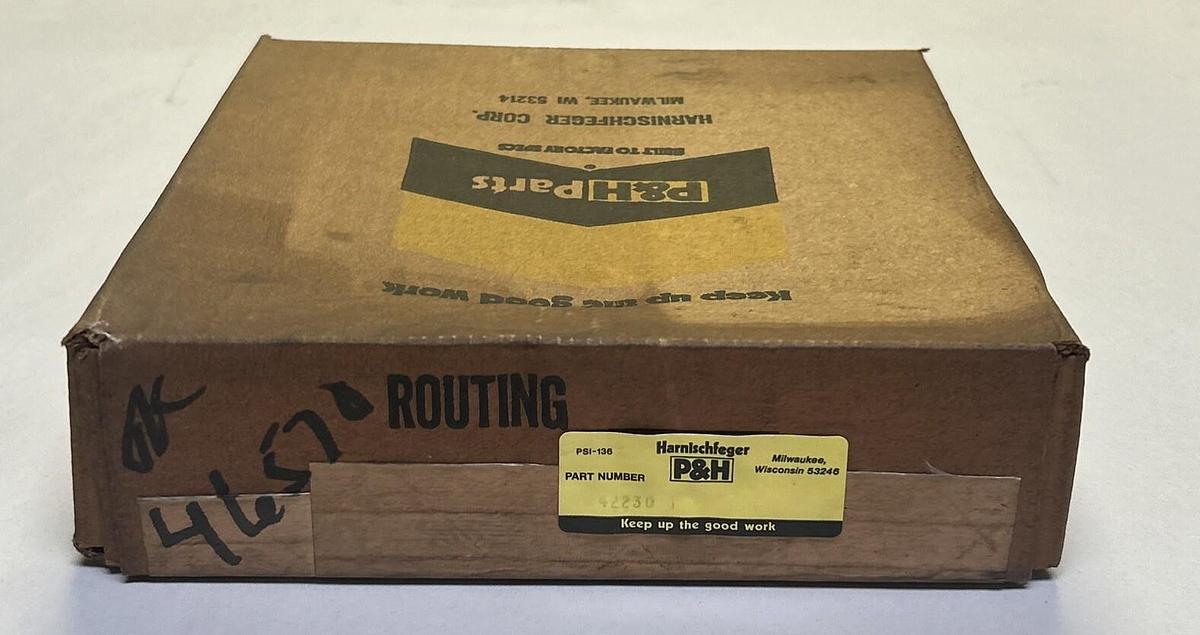 MILWAUKEE, WI 53214
HARNISCHFEGER CORP.
BUILT TO FACTORY SPECS
®
P&H Parts
Keep up the good work
OK
46570
ROUTING
PSI-136
Harnischfeger
P&H
Milwaukee,
Wisconsin 53246
PART NUMBER
42230
Keep up the good work